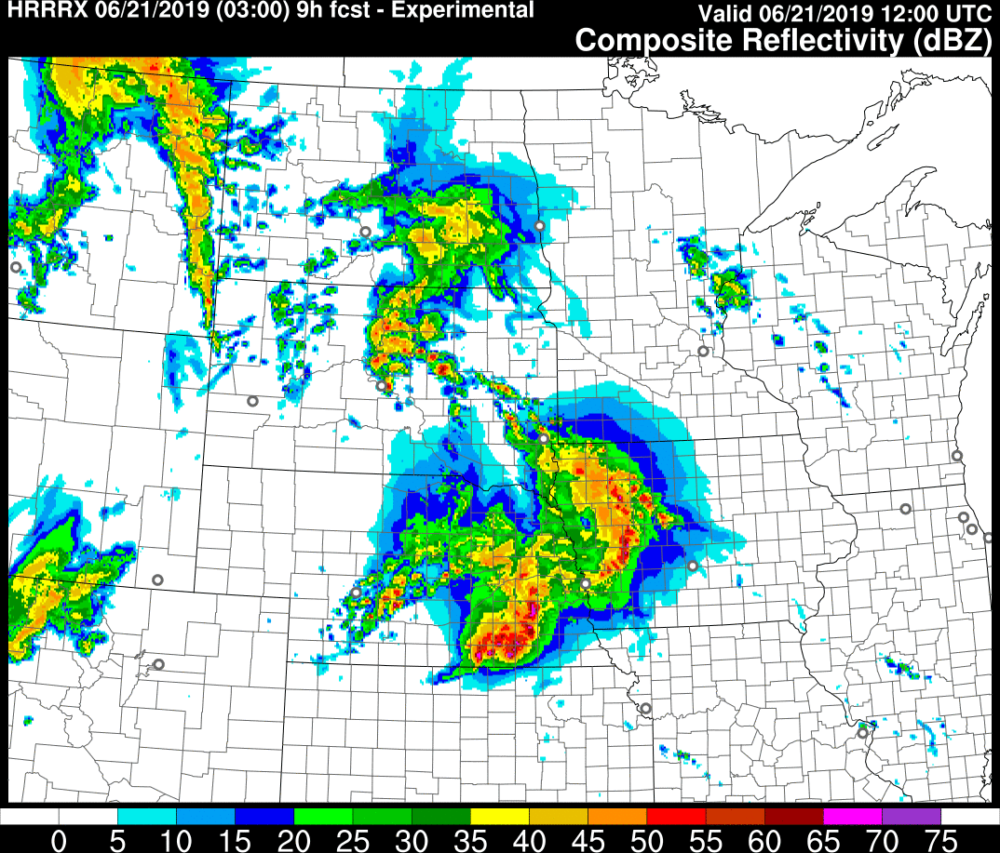 HRRRX 06/21/2019 (03:00) 9h fcst - Experimental
Valid 06/21/2019 12:00 UTC
Composite Reflectivity (dBZ)
0 5 10 15 20 25 30 35 40 45 50 55 60 65 70 75